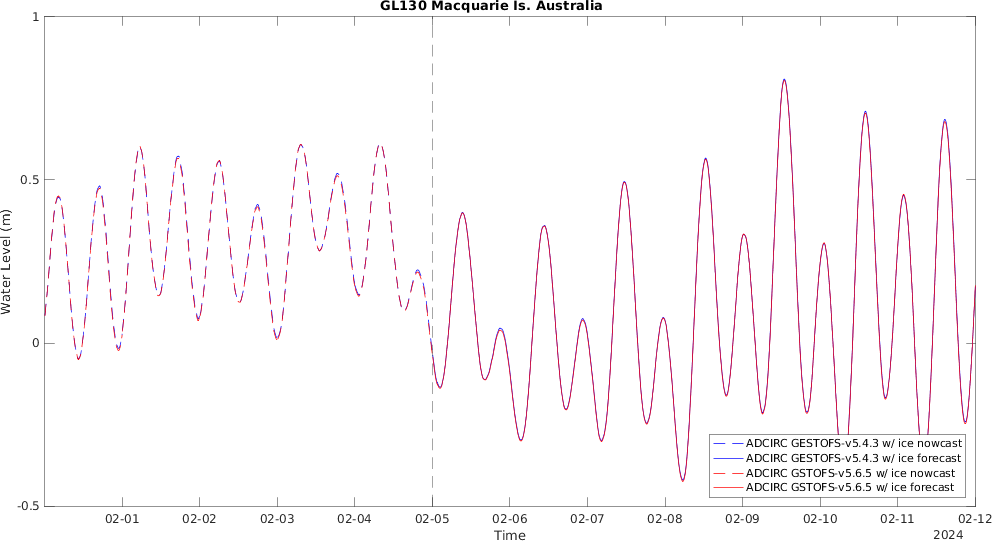 GL130 Macquarie Is. Australia
1
0.5
0
-0.5
Water Level (m)
02-01 02-02 02-03 02-04 02-05 02-06 02-07 02-08 02-09 02-10 02-11 02-12
Time
2024
ADCIRC GESTOFS-v5.4.3 w/ ice nowcast
ADCIRC GESTOFS-v5.4.3 w/ ice forecast
ADCIRC GSTOFS-v5.6.5 w/ ice nowcast
ADCIRC GSTOFS-v5.6.5 w/ ice forecast